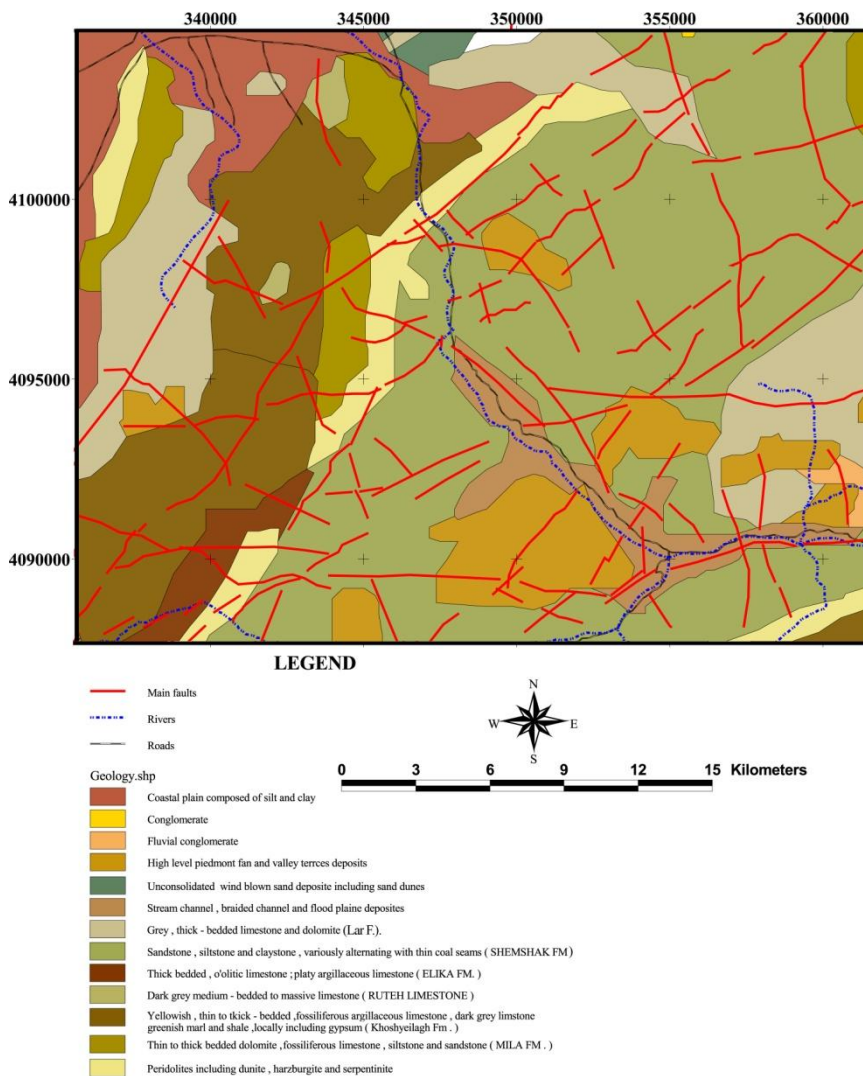 340000 345000 350000 355000 360000
4100000
4095000
4090000
LEGEND
Main faults
Rivers
Roads
N
W E
S
0 3 6 9 12 15 Kilometers
Geology.shp
Coastal plain composed of silt and clay
Conglomerate
Fluvial conglomerate
High level piedmont fan and valley terrces deposits
Unconsolidated wind blown sand deposite including sand dunes
Stream channel , braided channel and flood plaine deposites
Grey , thick - bedded limestone and dolomite (Lar F.).
Sandstone , siltstone and claystone , variously alternating with thin coal seams ( SHEMSHAK FM )
Thick bedded , o'olitic limestone ; platy argillaceous limestone ( ELIKA FM. )
Dark grey medium - bedded to massive limestone ( RUTEH LIMESTONE )
Yellowish , thin to tkick - bedded ,fossiliferous argillaceous limestone , dark grey limstone
greenish marl and shale ,locally including gypsum ( Khoshyeilagh Fm . )
Thin to thick bedded dolomite , fossiliferous limestone , siltstone and sandstone ( MILA FM . )
Peridolites including dunite , harzburgite and serpentinite